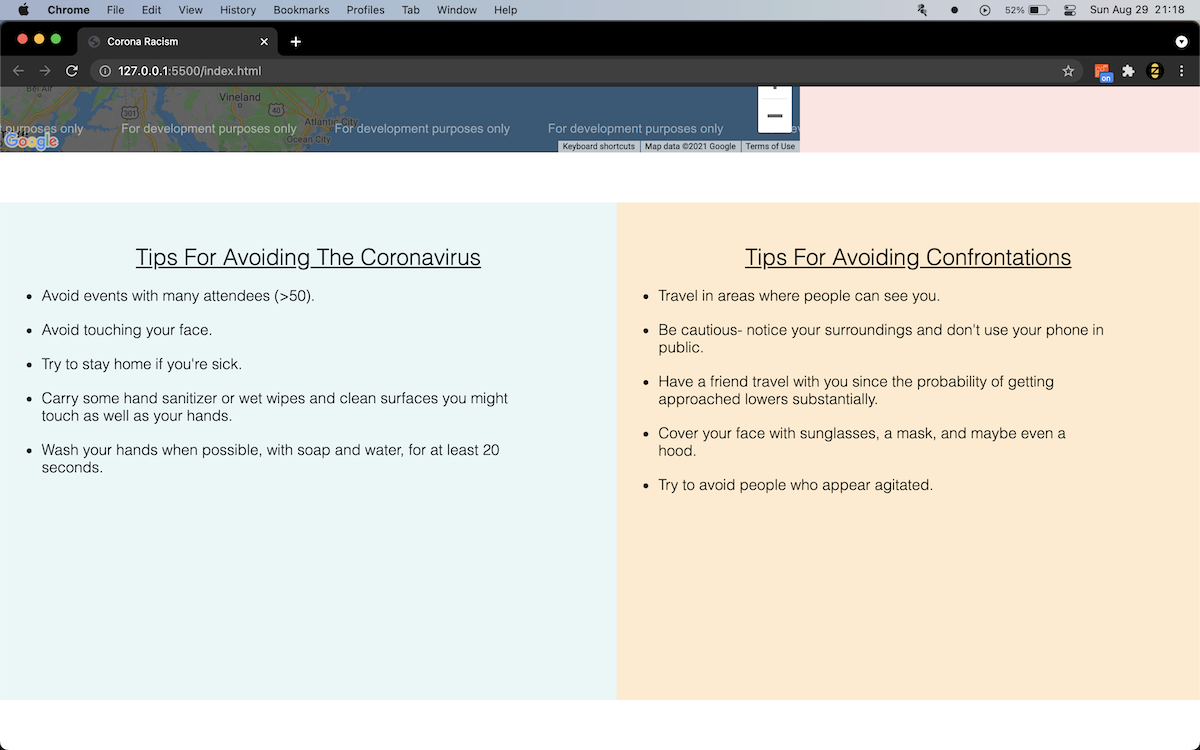 Chrome File Edit View History Bookmarks Profiles Tab Window Help 52% Sun Aug 29 21:18
Corona Racism
127.0.0.1:5500/index.html
on
Bel Air
Vineland
301
40
Atlantic City
purposes only For development purposes only For development purposes only For development purposes only
Ocean City
Google
Keyboard shortcuts Map data ©2021 Google Terms of Use
Tips For Avoiding The Coronavirus
• Avoid events with many attendees (>50).
• Avoid touching your face.
• Try to stay home if you're sick.
• Carry some hand sanitizer or wet wipes and clean surfaces you might
touch as well as your hands.
• Wash your hands when possible, with soap and water, for at least 20
seconds.
Tips For Avoiding Confrontations
• Travel in areas where people can see you.
• Be cautious- notice your surroundings and don't use your phone in
public.
• Have a friend travel with you since the probability of getting
approached lowers substantially.
• Cover your face with sunglasses, a mask, and maybe even a
hood.
• Try to avoid people who appear agitated.